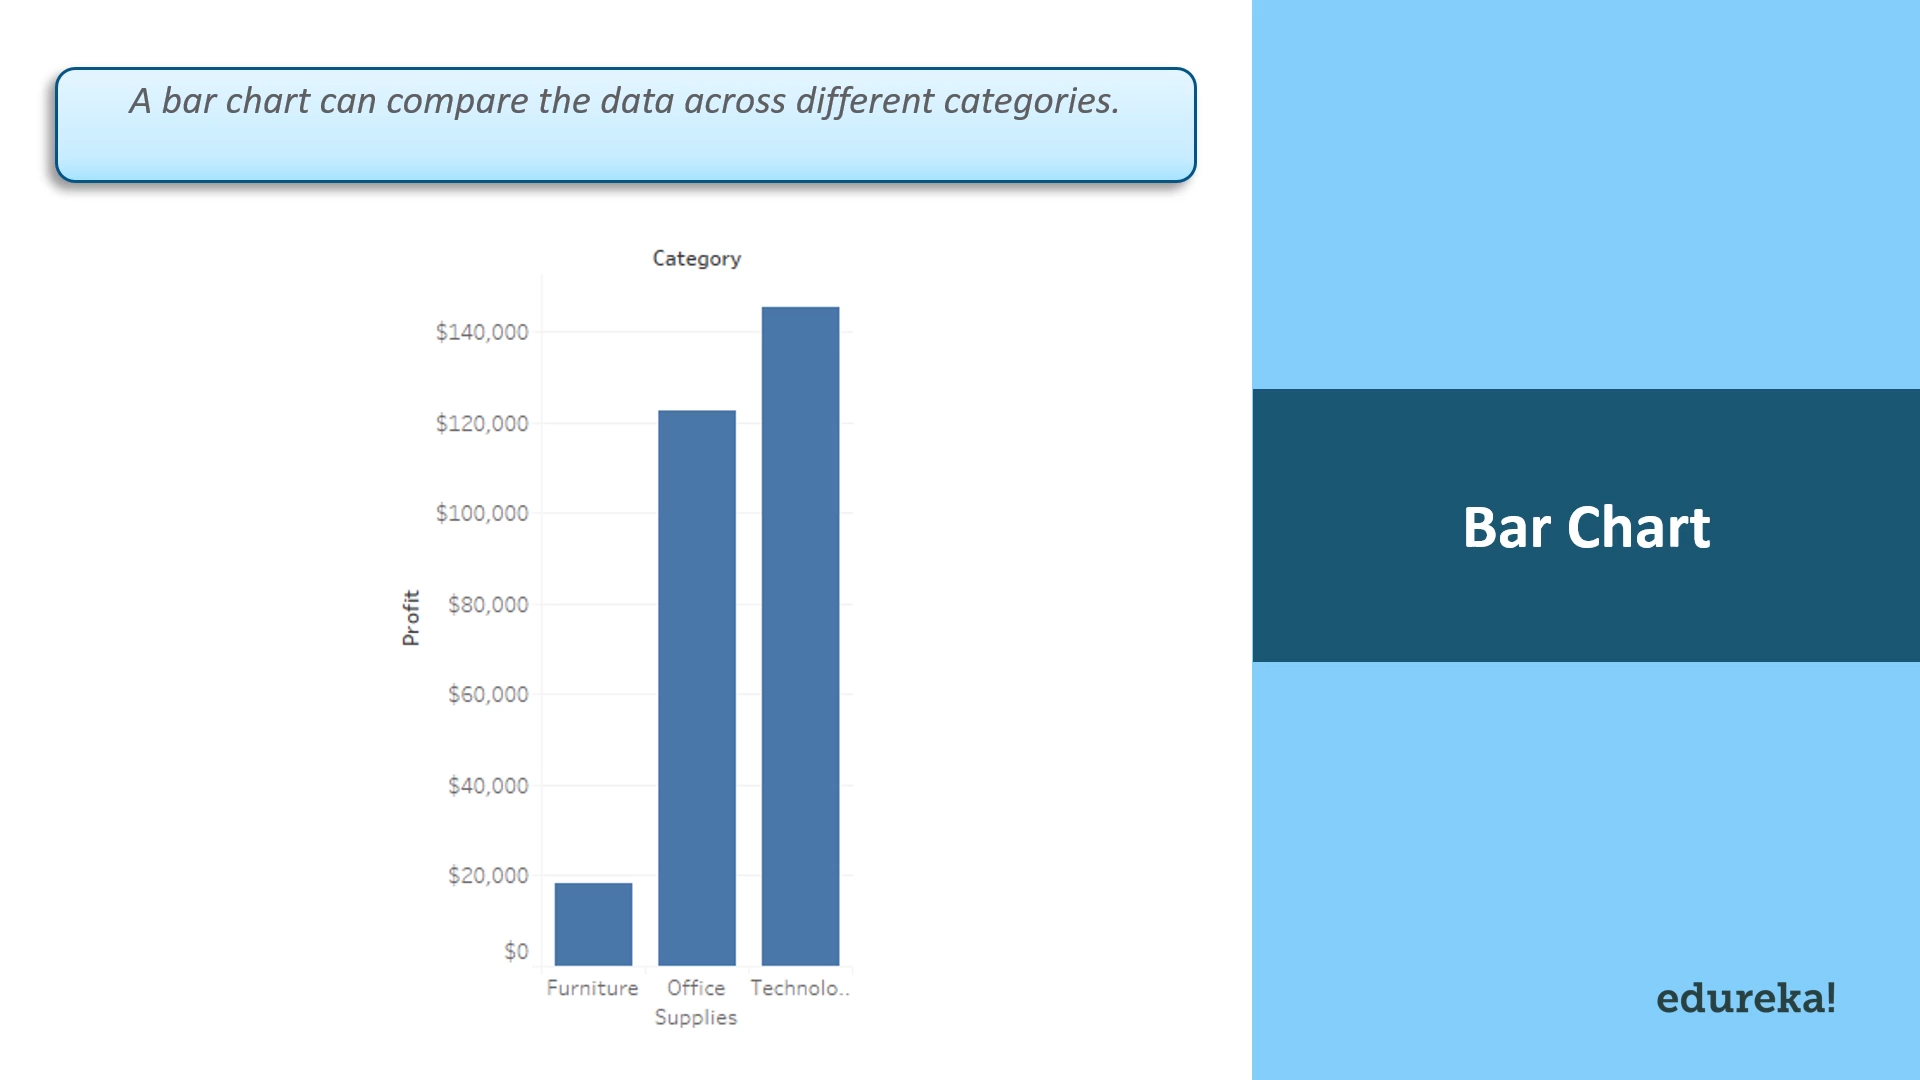 A bar chart can compare the data across different categories.
Category
$140,000
$120,000
$100,000
$80,000
$60,000
$40,000
$20,000
$0
Profit
Furniture
Office
Supplies
Technolo..
Bar Chart
edureka!